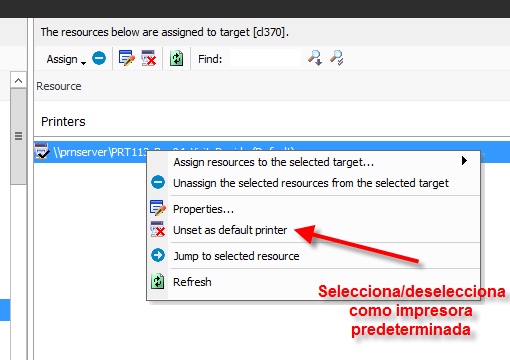 The resources below are assigned to target [cl370].
Assign
Find:
Resource
Printers
\\prnserver\PRT113
Assign resources to the selected target...
Unassign the selected resources from the selected target
Properties...
Unset as default printer
Jump to selected resource
Refresh
Selecciona/deselecciona
como impresora
predeterminada